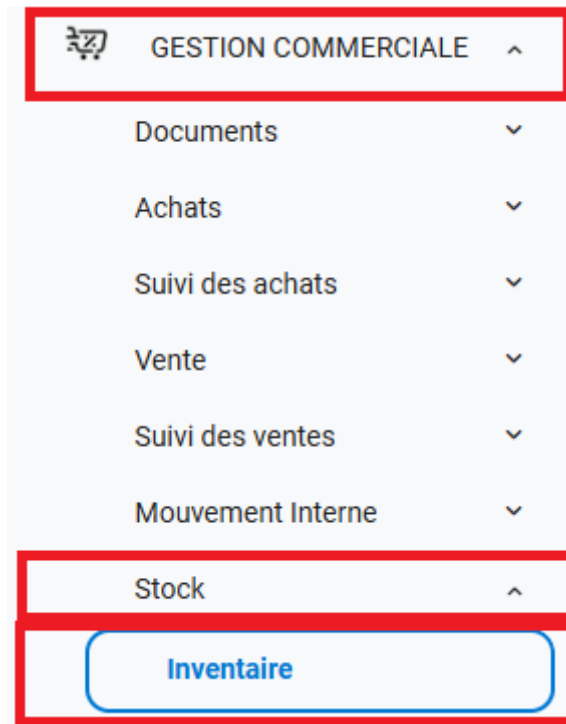 GESTION COMMERCIALE
Documents
Achats
Suivi des achats
Vente
Suivi des ventes
Mouvement Interne
Stock
Inventaire